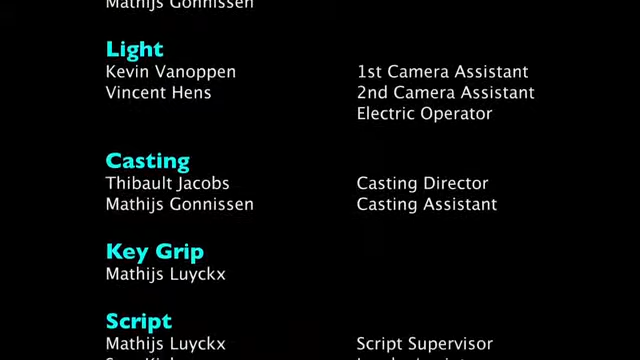 Mathijs Gonnissen
Light
Kevin Vanoppen 1st Camera Assistant
Vincent Hens 2nd Camera Assistant
Electric Operator
Casting
Thibault Jacobs Casting Director
Mathijs Gonnissen Casting Assistant
Key Grip
Mathijs Luyckx
Script
Mathijs Luyckx Script Supervisor